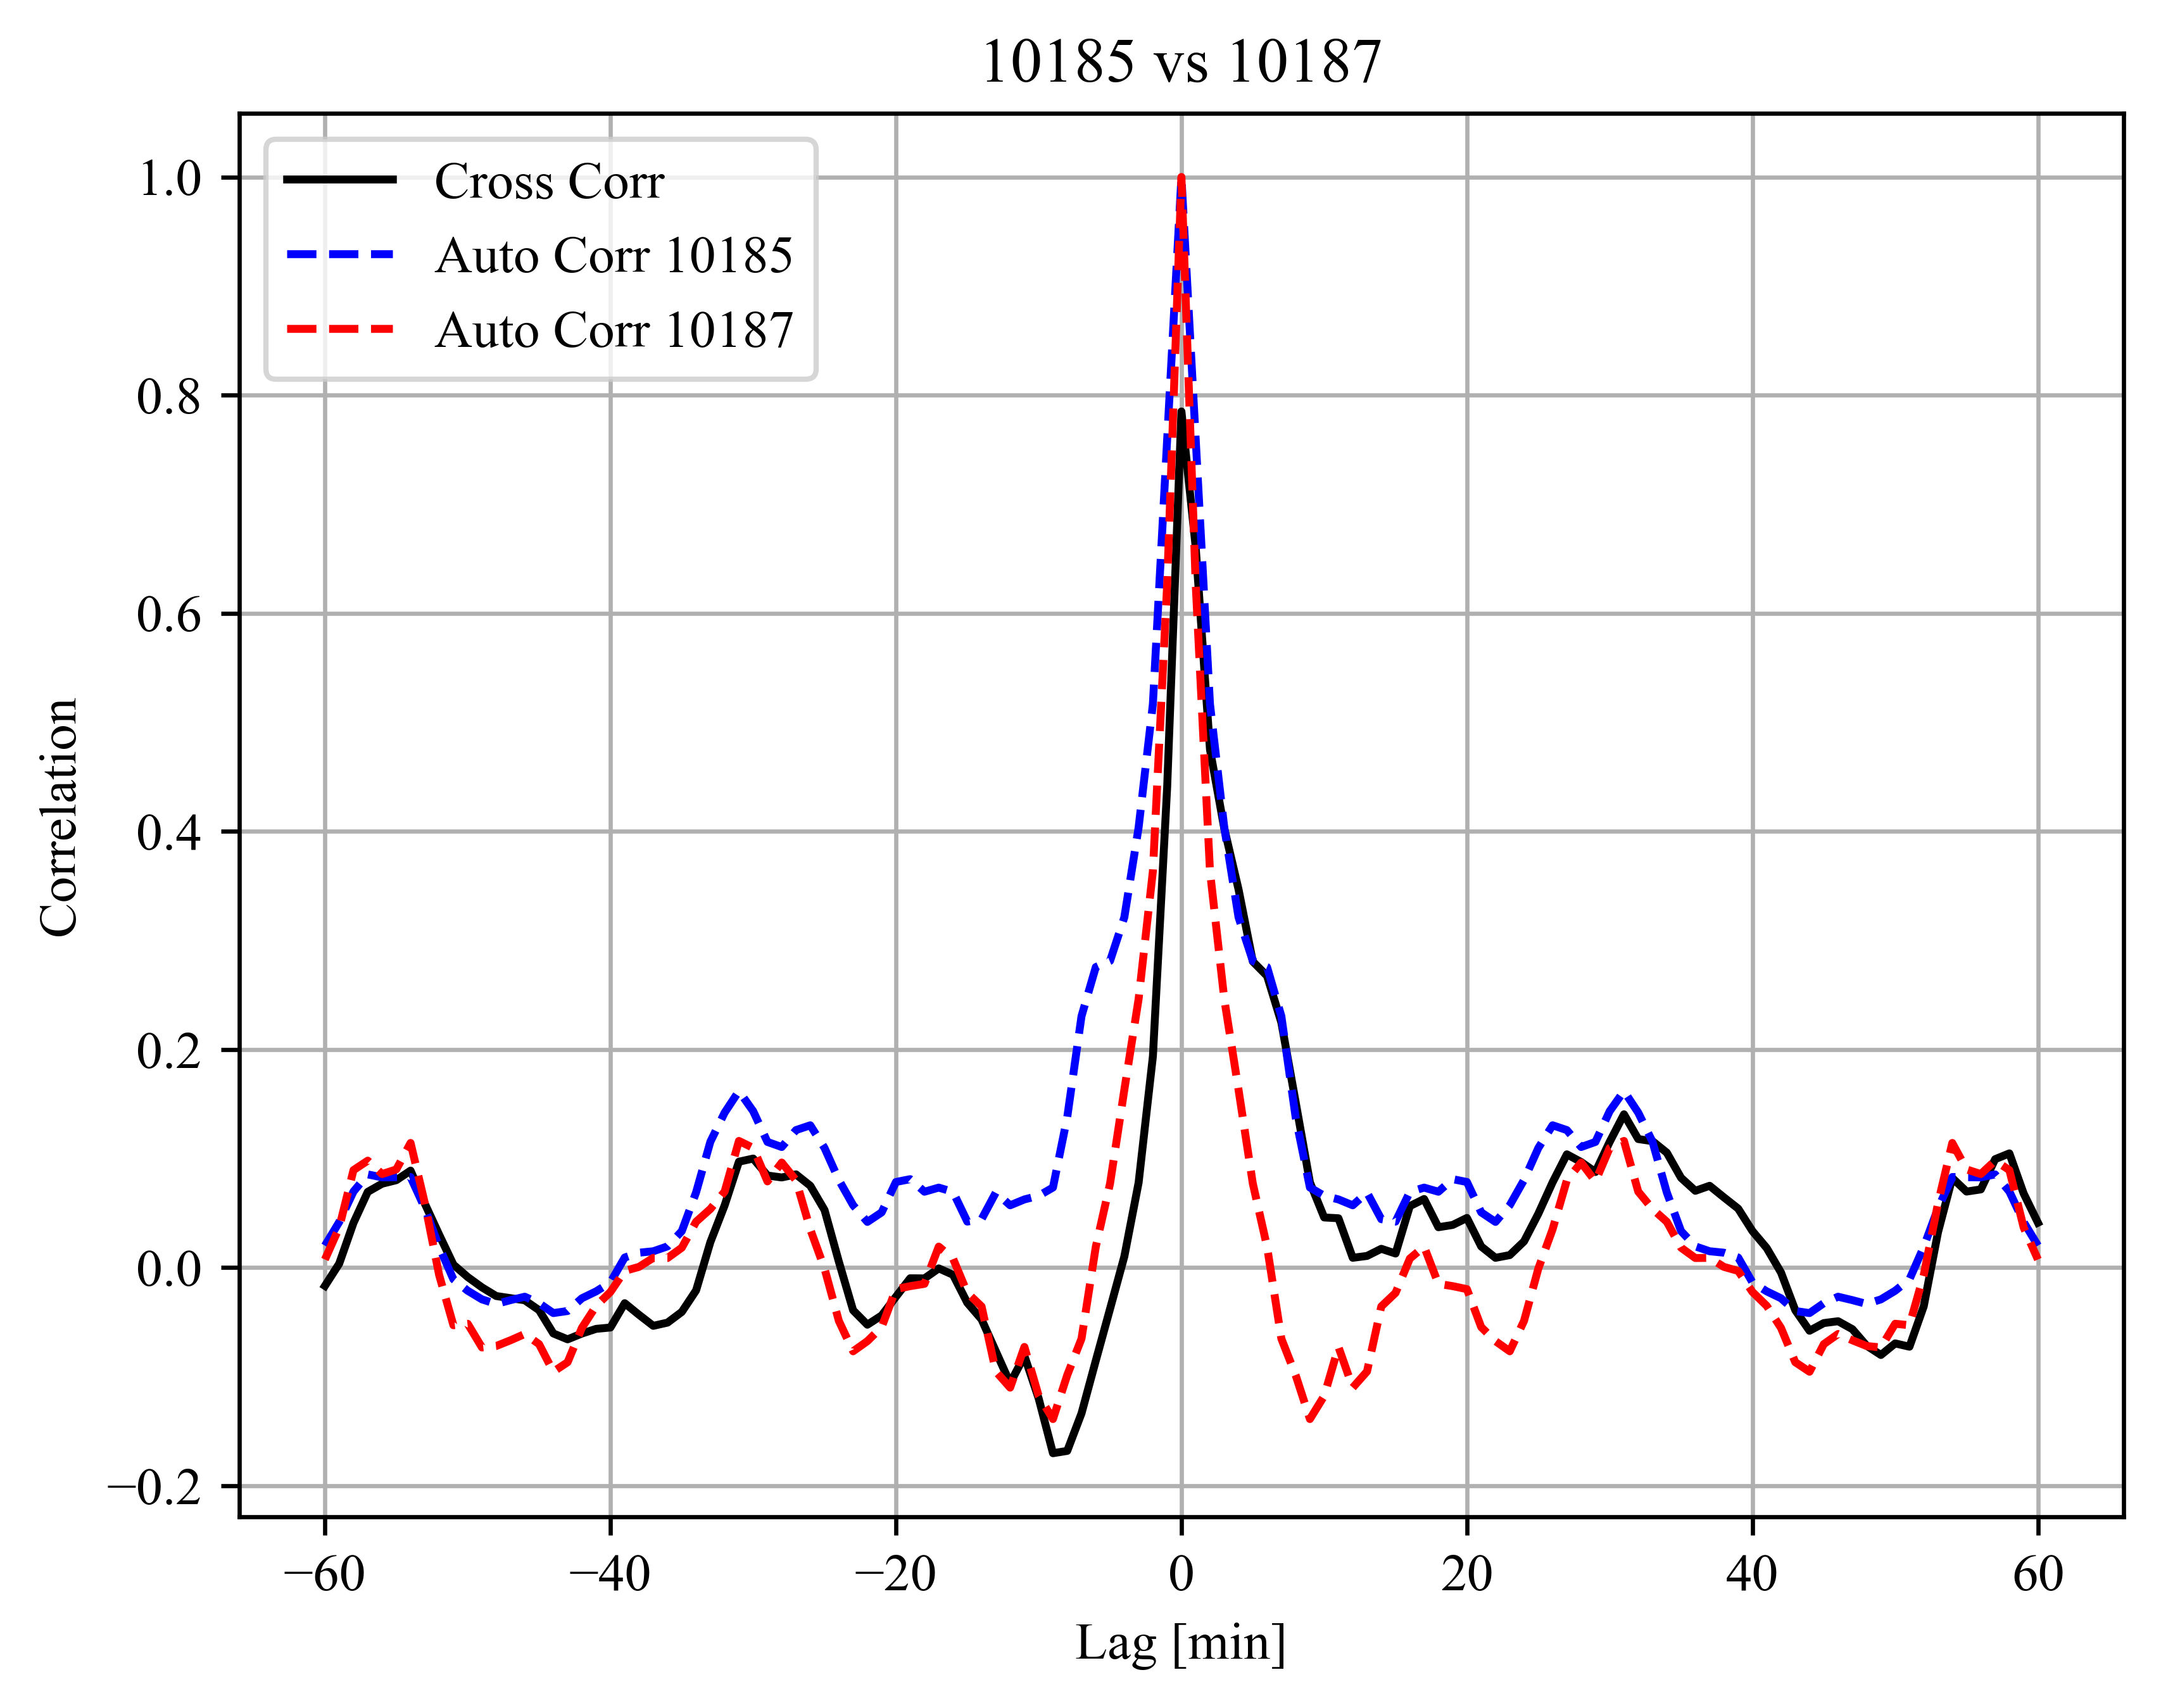 10185 vs 10187
Cross Corr
Auto Corr 10185
Auto Corr 10187
1.0
0.8
0.6
0.4
0.2
0.0
−0.2
Correlation
−60 −40 −20 0 20 40 60
Lag [min]